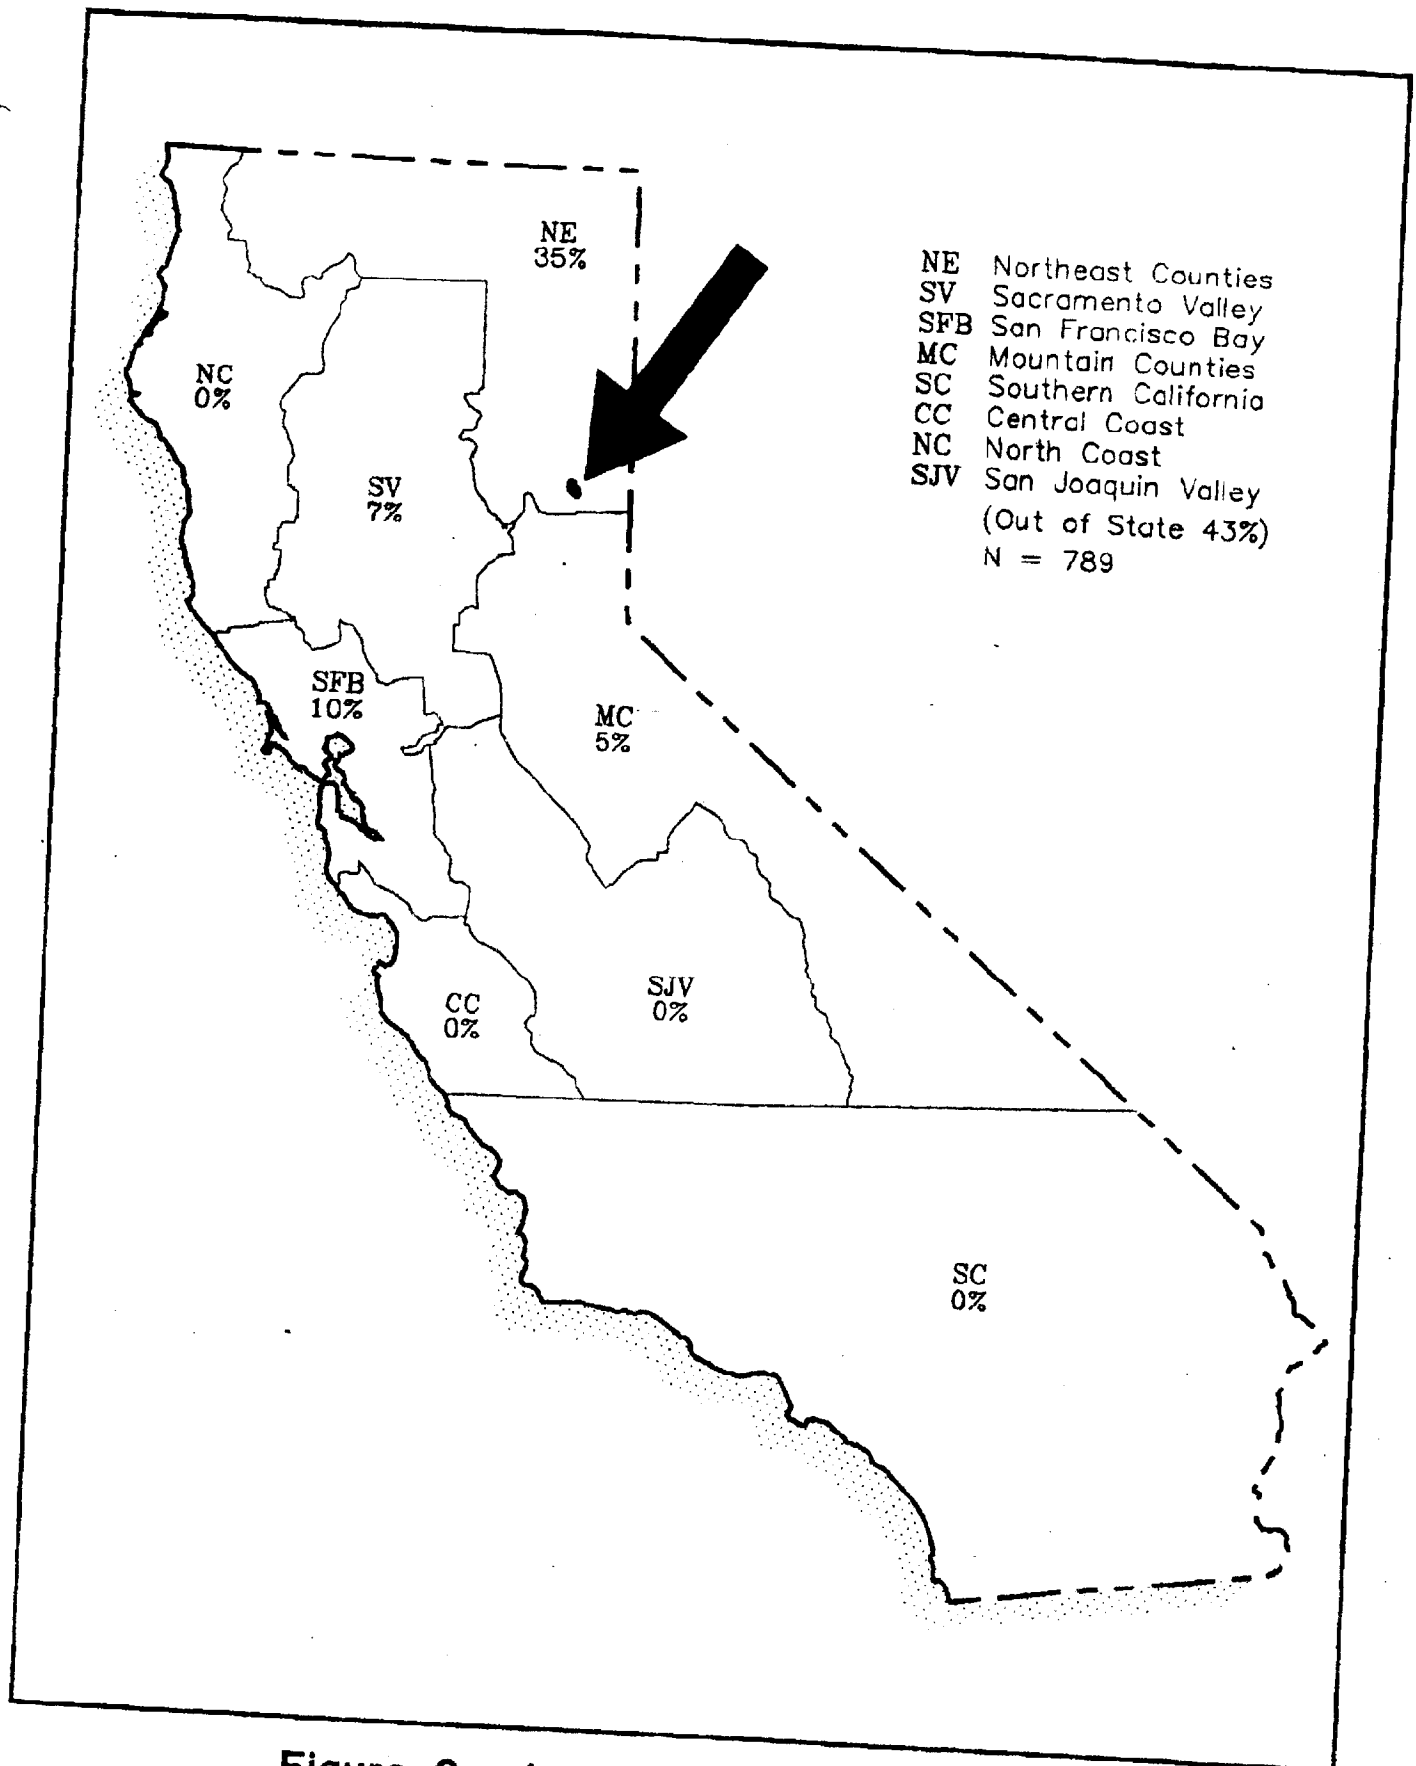 NE
35%
NE Northeast Counties
SV Sacramento Valley
SFB San Francisco Bay
MC Mountain Counties
SC Southern California
CC Central Coast
NC North Coast
SJV San Joaquin Valley
(Out of State 43%)
N = 789
NC
0%
SV
7%
SFB
10%
MC
5%
SJV
0%
CC
0%
SC
0%
Figure